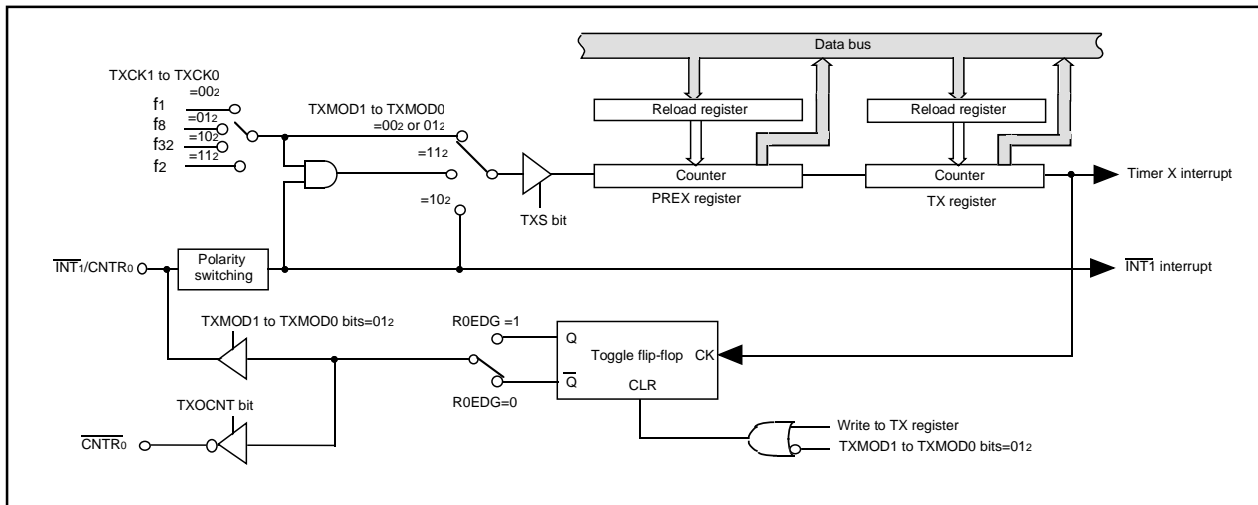 Data bus
TXCK1 to TXCK0
=002
f1
=012
f8
=102
f32
=112
f2
TXMOD1 to TXMOD0
=002 or 012
=112
=102
TXS bit
Reload register
Counter
PREX register
Reload register
Counter
TX register
Timer X interrupt
INT1/CNTR0
Polarity
switching
INT1 interrupt
TXMOD1 to TXMOD0 bits=012
R0EDG =1
Q
Toggle flip-flop
CK
Q
CLR
R0EDG=0
TXOCNT bit
CNTR0
Write to TX register
TXMOD1 to TXMOD0 bits=012